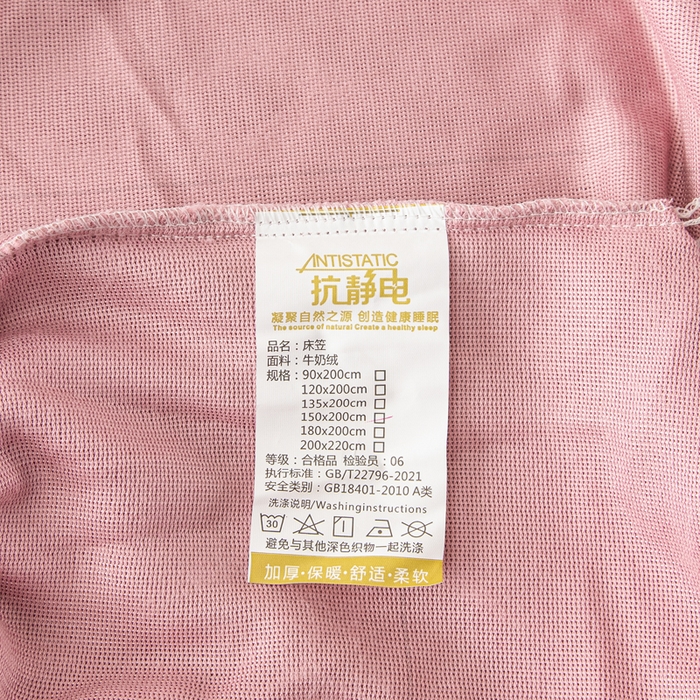 ANTISTATIC
抗静电
凝聚自然之源 创造健康睡眠
The source of natural Create a healthy sleep
品名：床笠
面料：牛奶绒
规格：90x200cm
120x200cm
135x200cm
150x200cm
180x200cm
200x220cm
等级：合格品 检验员：06
执行标准：GB/T22796-2021
安全类别：GB18401-2010 A类
洗涤说明/Washinginstructions
30
避免与其他深色织物一起洗涤
加厚·保暖·舒适·柔软